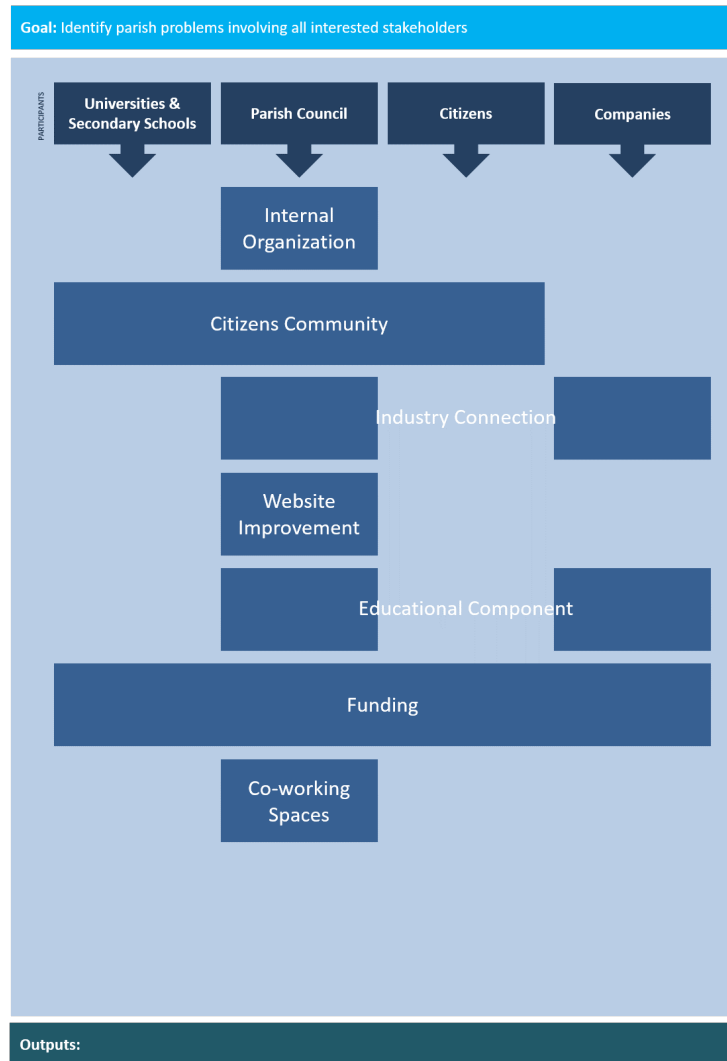 Goal: Identify parish problems involving all interested stakeholders
PARTICIPANTS
Universities &
Secondary Schools
Parish Council
Citizens
Companies
Internal
Organization
Citizens Community
Industry Connection
Website
Improvement
Educational Component
Funding
Co-working
Spaces
Outputs: